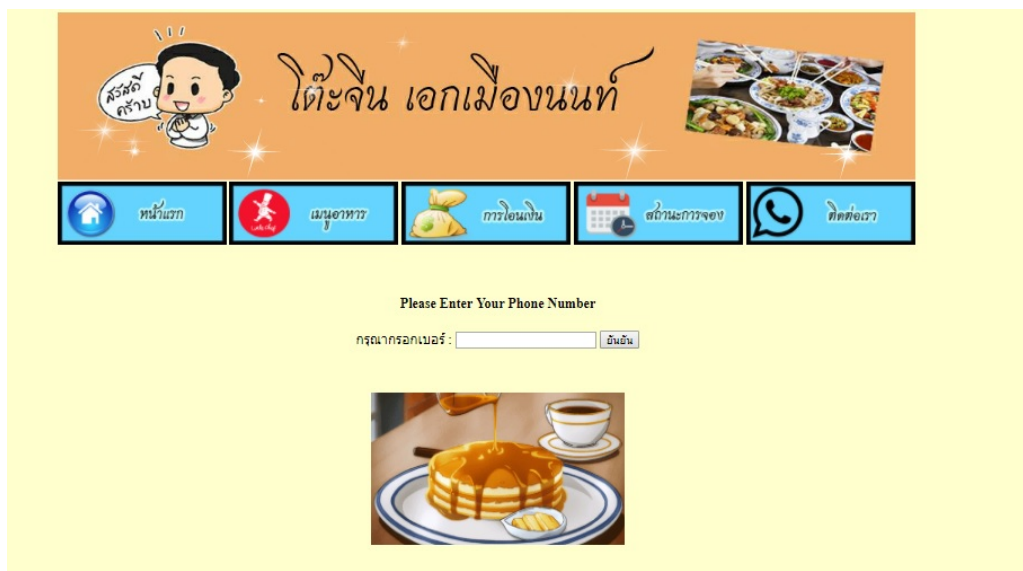 สวัสดี
คร้าบ
โต๊ะจีน เอกเมืองนนท์
หน้าแรก
เมนูอาหาร
การโอนเงิน
สถานะการจอง
ติดต่อเรา
Please Enter Your Phone Number
กรุณากรอกเบอร์ :
ยันยัน